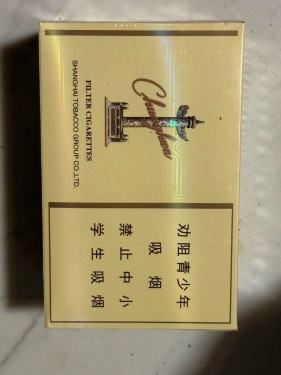 Chunghwa
FILTER CIGARETTES
SHANGHAI TOBACCO GROUP CO.,LTD.
劝阻青少年
吸烟
禁止中小
学生吸烟